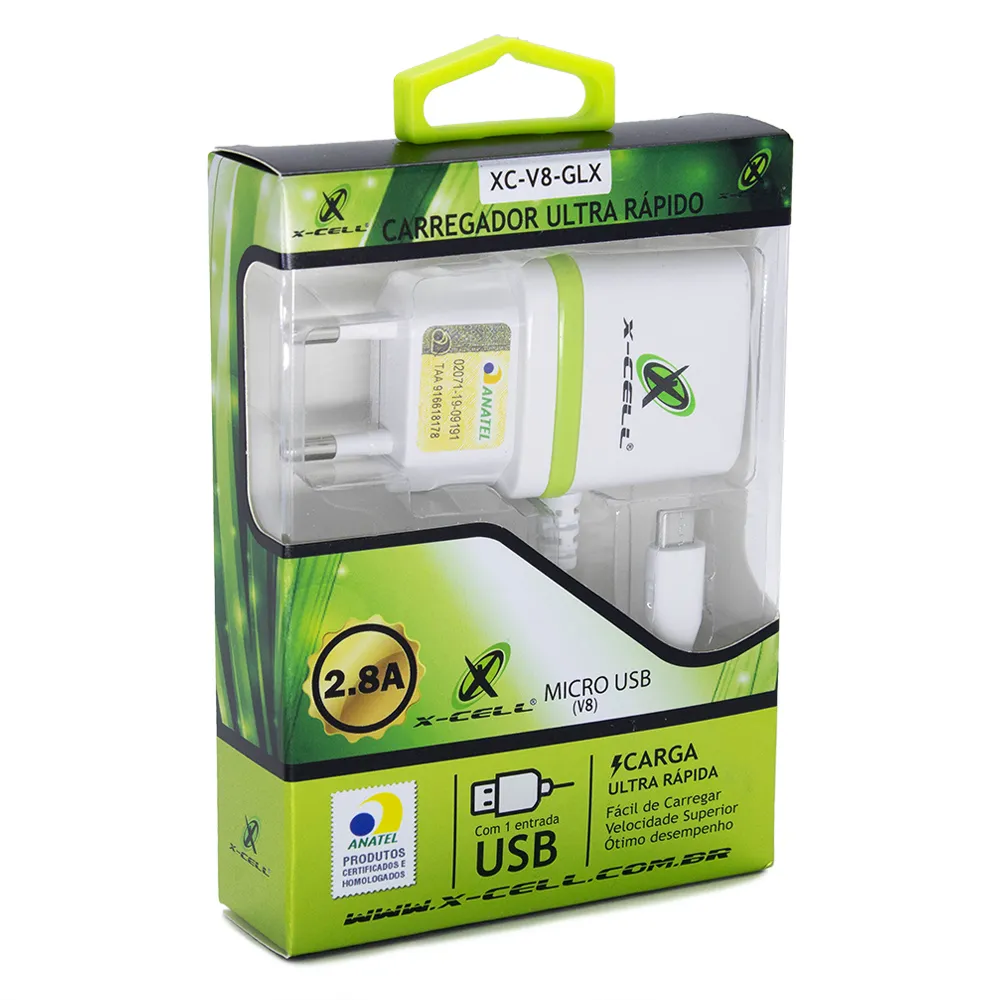 XC-V8-GLX
X-CELL
CARREGADOR ULTRA RÁPIDO
X-CELL
X-CELL®
ANATEL
02071-19-09191
TAA 916618178
2.8A
X-CELL®
MICRO USB
(V8)
ANATEL
PRODUTOS
CERTIFICADOS E
HOMOLOGADOS
Com 1 entrada
USB
CARGA
ULTRA RÁPIDA
Fácil de Carregar
Velocidade Superior
Ótimo desempenho
WWW.X-CELL.COM.BR
X-CELL